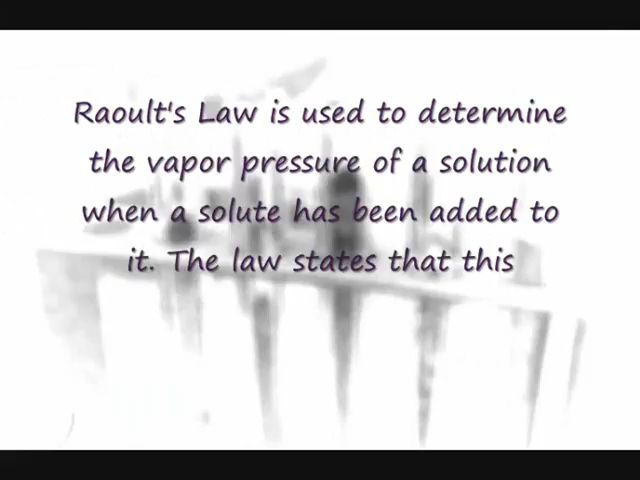 Raoult's Law is used to determine
the vapor pressure of a solution
when a solute has been added to
it. The law states that this